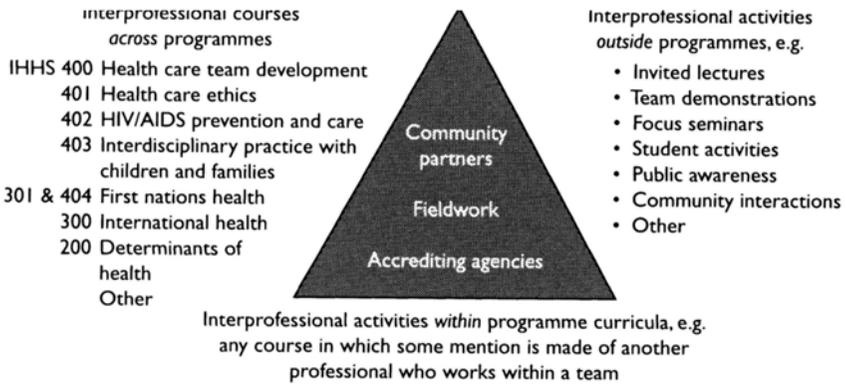 Interprofessional courses
across programmes
IHHS 400 Health care team development
401 Health care ethics
402 HIV/AIDS prevention and care
403 Interdisciplinary practice with
children and families
301 & 404 First nations health
300 International health
200 Determinants of
health
Other
Community
partners
Fieldwork
Accrediting agencies
Interprofessional activities
outside programmes, e.g.
• Invited lectures
• Team demonstrations
• Focus seminars
• Student activities
• Public awareness
• Community interactions
• Other
Interprofessional activities within programme curricula, e.g.
any course in which some mention is made of another
professional who works within a team